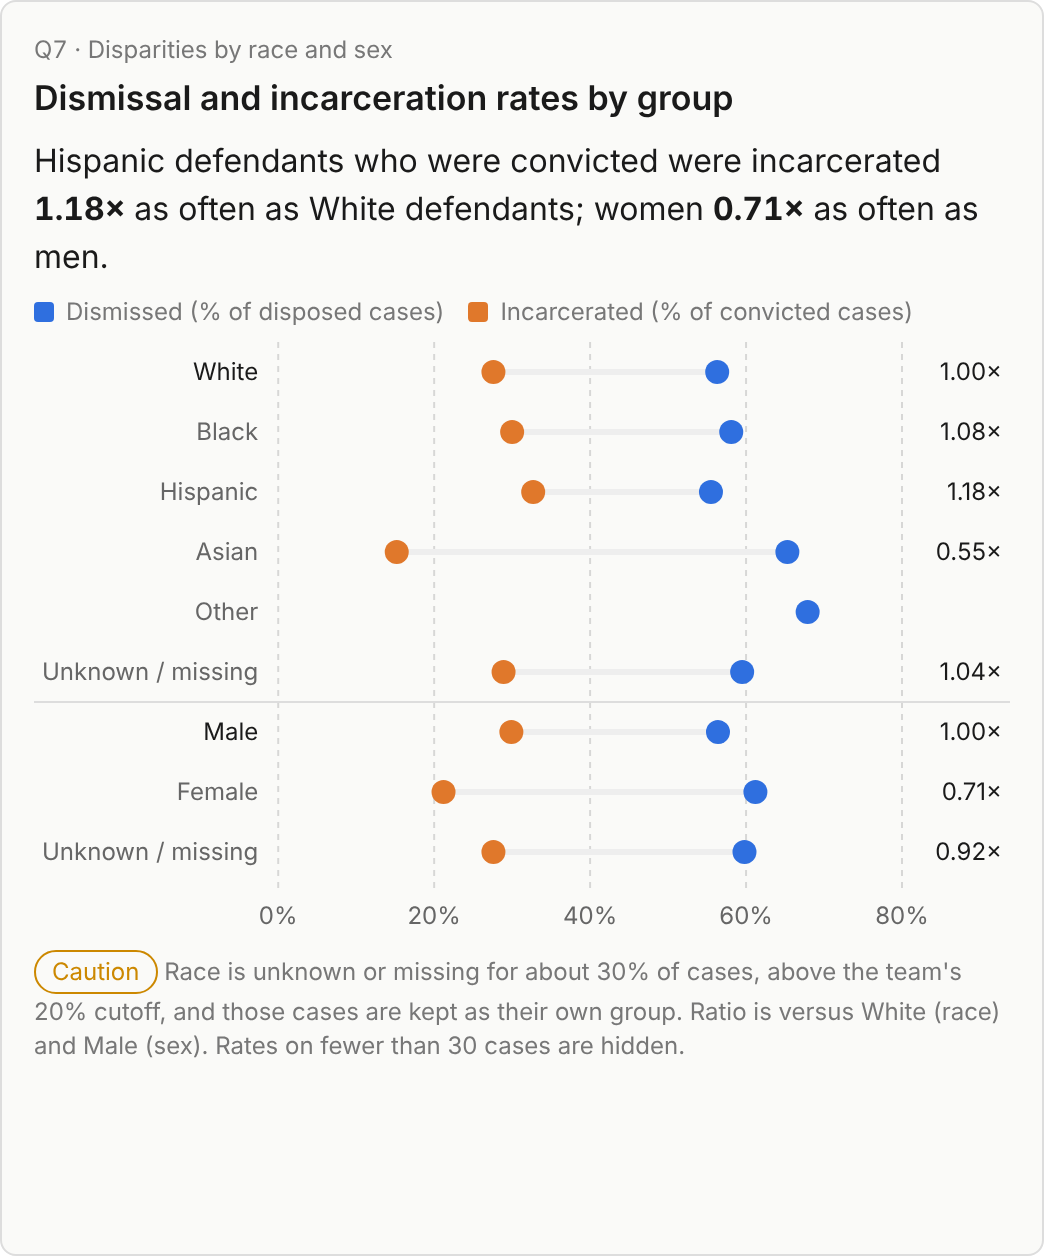 Q7 · Disparities by race and sex
Dismissal and incarceration rates by group
Hispanic defendants who were convicted were incarcerated
1.18× as often as White defendants; women 0.71× as often as
men.
Dismissed (% of disposed cases) Incarcerated (% of convicted cases)
White 1.00×
Black 1.08×
Hispanic 1.18×
Asian 0.55×
Other
Unknown / missing 1.04×
Male 1.00×
Female 0.71×
Unknown / missing 0.92×
0% 20% 40% 60% 80%
Caution Race is unknown or missing for about 30% of cases, above the team's
20% cutoff, and those cases are kept as their own group. Ratio is versus White (race)
and Male (sex). Rates on fewer than 30 cases are hidden.